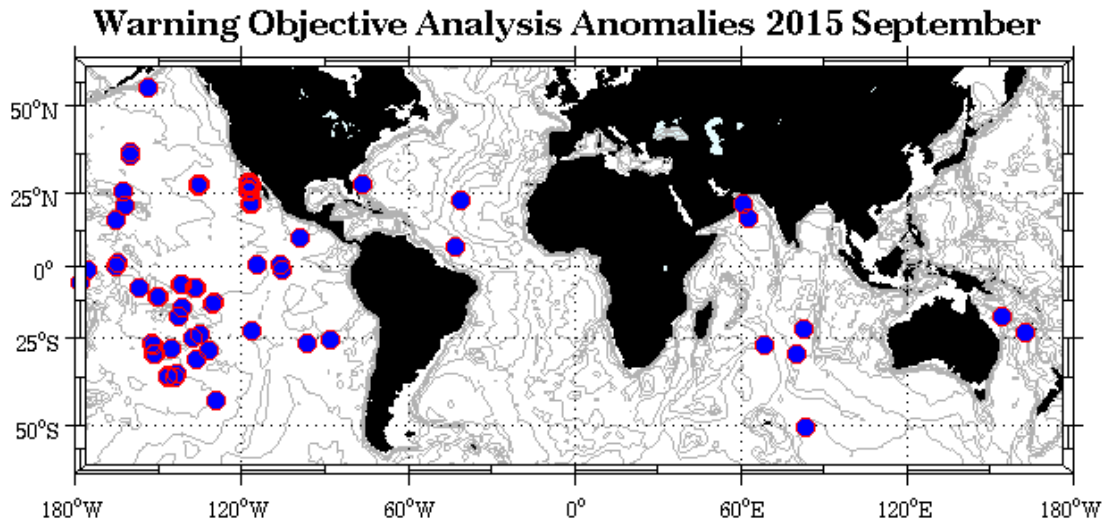 Warning Objective Analysis Anomalies 2015 September
50°N
25°N
0°
25°S
50°S
180°W 120°W 60°W 0° 60°E 120°E 180°W